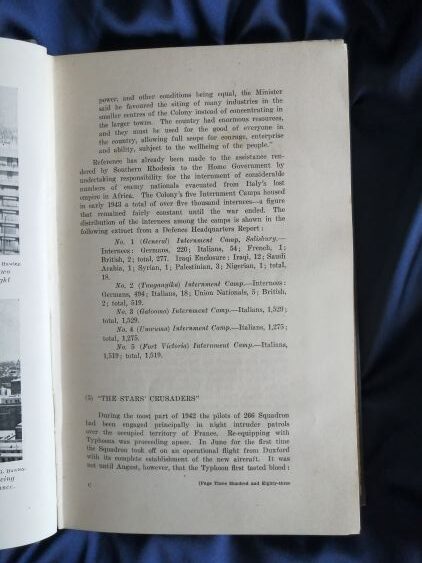 power, and other conditions being equal, the Minister
said he favoured the siting of many industries in the
smaller centres of the Colony instead of concentrating in
the larger towns. The country had enormous resources,
and they must be used for the good of everyone in
the country, allowing full scope for courage, enterprise
and ability, subject to the wellbeing of the people."
Reference has already been made to the assistance ren-
dered by Southern Rhodesia to the Home Government by
undertaking responsibility for the internment of considerable
numbers of enemy nationals evacuated from Italy's lost
empire in Africa. The Colony's five Internment Camps housed
in early 1943 a total of over five thousand internees—a figure
that remained fairly constant until the war ended. The
distribution of the internees among the camps is shown in the
following extract from a Defence Headquarters Report:
No. 1 (General) Internment Camp, Salisbury.—
Internees: Germans, 220; Italians, 54; French, 1;
British, 2; total, 277. Iraqi Enclosure: Iraqi, 12; Saudi
Arabia, 1; Syrian, 1; Palestinian, 3; Nigerian, 1; total,
18.
No. 2 (Tanganyika) Internment Camp.—Internees:
Germans, 494; Italians, 18; Union Nationals, 5; British,
2; total, 519.
No. 3 (Gatooma) Internment Camp.—Italians, 1,529;
total, 1,529.
No. 4 (Umvuma) Internment Camp.—Italians, 1,275;
total, 1,275.
No. 5 (Fort Victoria) Internment Camp.—Italians,
1,519; total, 1,519.
(5) "THE STARS' CRUSADERS"
During the most part of 1942 the pilots of 266 Squadron
had been engaged principally in night intruder patrols
over the occupied territory of France. Re-equipping with
Typhoons was proceeding apace. In June for the first time
the Squadron took off on an operational flight from Duxford
with its complete establishment of the new aircraft. It was
not until August, however, that the Typhoon first tasted blood:
[Page Three Hundred and Eighty-three